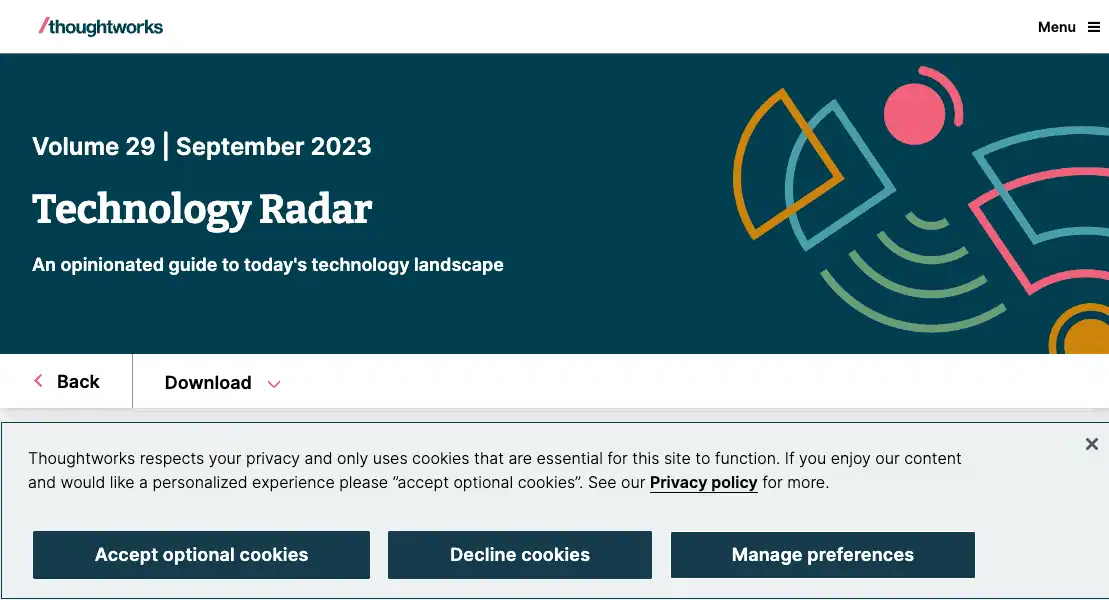 /thoughtworks
Menu
Volume 29 | September 2023
Technology Radar
An opinionated guide to today's technology landscape
Back
Download
Thoughtworks respects your privacy and only uses cookies that are essential for this site to function. If you enjoy our content
and would like a personalized experience please “accept optional cookies”. See our Privacy policy for more.
Accept optional cookies
Decline cookies
Manage preferences